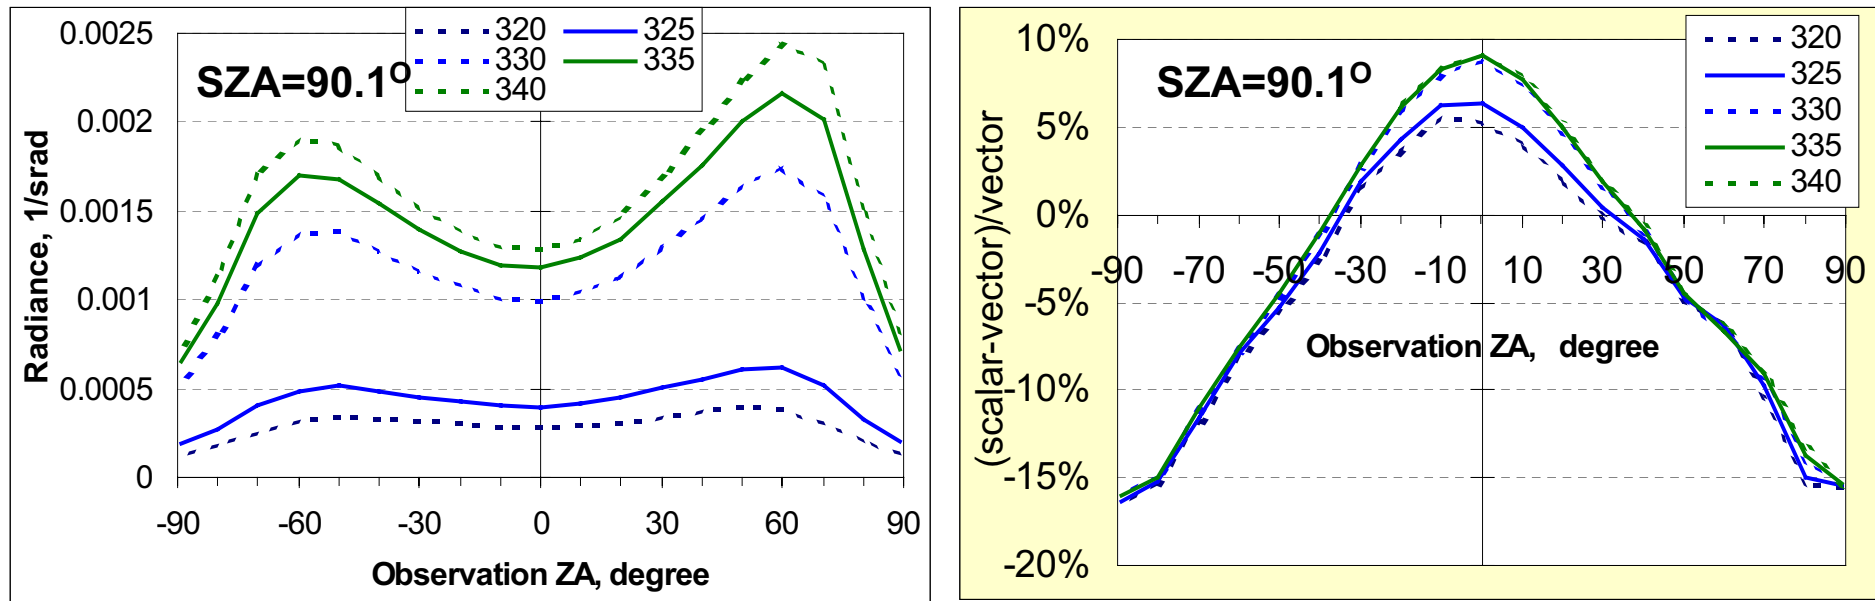 0.0025
0.002
0.0015
0.001
0.0005
0
Radiance, 1/srad
SZA=90.1O
320 325
330 335
340
-90 -60 -30 0 30 60 90
Observation ZA, degree
10%
5%
0%
-5%
-10%
-15%
-20%
(scalar-vector)/vector
SZA=90.1O
320
325
330
335
340
-90 -70 -50 -30 -10 10 30 50 70 90
Observation ZA, degree